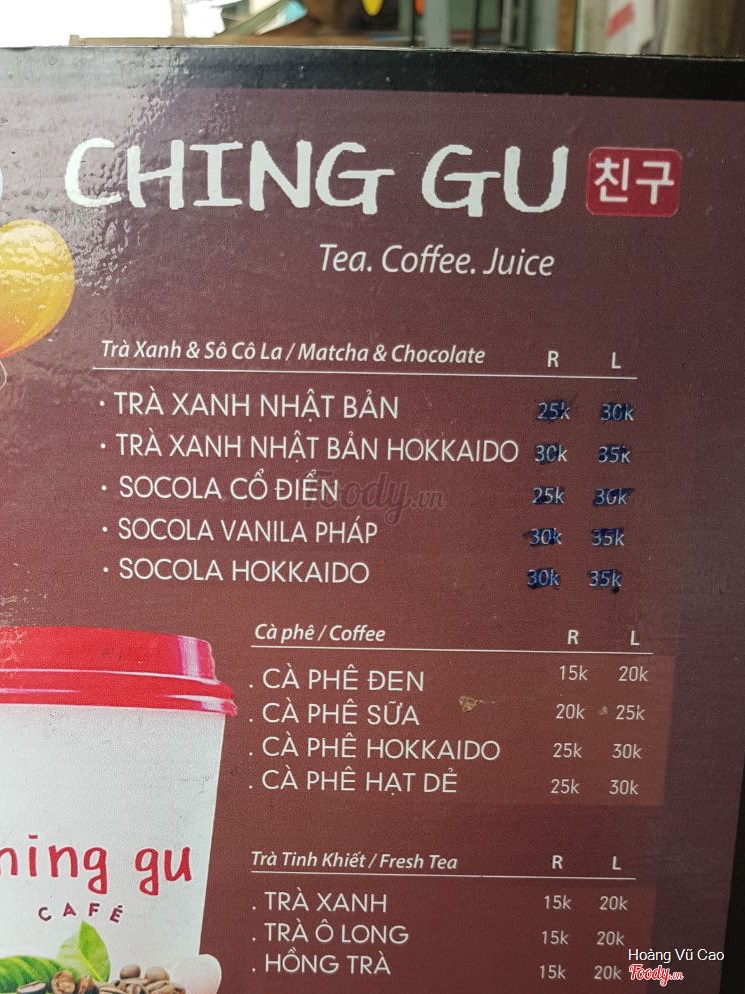 CHING GU 친구
Tea. Coffee. Juice
Trà Xanh & Sô Cô La / Matcha & Chocolate R L
· TRÀ XANH NHẬT BẢN 25k 30k
· TRÀ XANH NHẬT BẢN HOKKAIDO 30k 35k
· SOCOLA CỔ ĐIỂN 25k 30k
Foody.vn
· SOCOLA VANILA PHÁP 30k 35k
· SOCOLA HOKKAIDO 30k 35k
Cà phê / Coffee R L
. CÀ PHÊ ĐEN 15k 20k
. CÀ PHÊ SỮA 20k 25k
. CÀ PHÊ HOKKAIDO 25k 30k
. CÀ PHÊ HẠT DẺ 25k 30k
gu
CAFÉ
Trà Tinh Khiết / Fresh Tea R L
. TRÀ XANH 15k 20k
. TRÀ Ô LONG 15k 20k
. HỒNG TRÀ 15k 20k
Hoàng Vũ Cao
Foody.vn